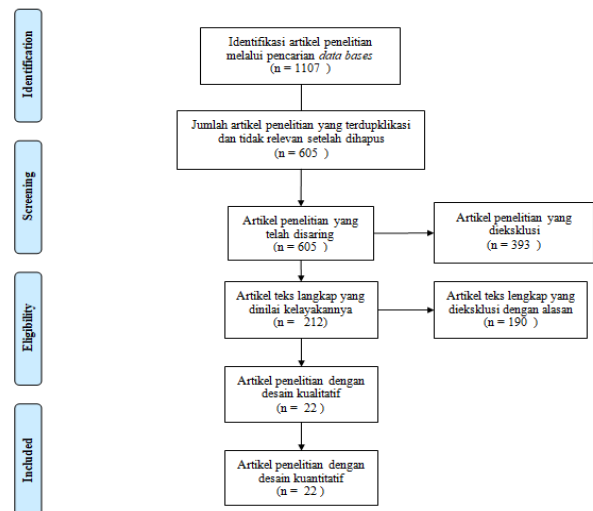 Identification
Identifikasi artikel penelitian
melalui pencarian data bases
(n = 1107 )
Jumlah artikel penelitian yang terdupklikasi
dan tidak relevan setelah dihapus
(n = 605 )
Screening
Artikel penelitian yang
telah disaring
(n = 605 )
Artikel penelitian yang
dieksklusi
(n = 393 )
Eligibility
Artikel teks langkap yang
dinilai kelayakannya
(n = 212)
Artikel teks lengkap yang
dieksklusi dengan alasan
(n = 190 )
Artikel penelitian dengan
desain kualitatif
(n = 22 )
Included
Artikel penelitian dengan
desain kuantitatif
(n = 22 )